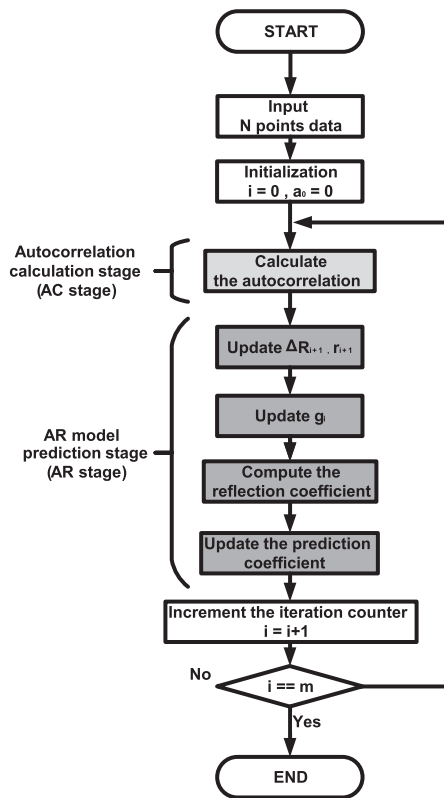 START
Input
N points data
Initialization
i = 0 , a₀ = 0
Autocorrelation
calculation stage
(AC stage)
Calculate
the autocorrelation
Update ΔRᵢ₊₁ , rᵢ₊₁
Update gᵢ
AR model
prediction stage
(AR stage)
Compute the
reflection coefficient
Update the prediction
coefficient
Increment the iteration counter
i = i+1
No
i == m
Yes
END